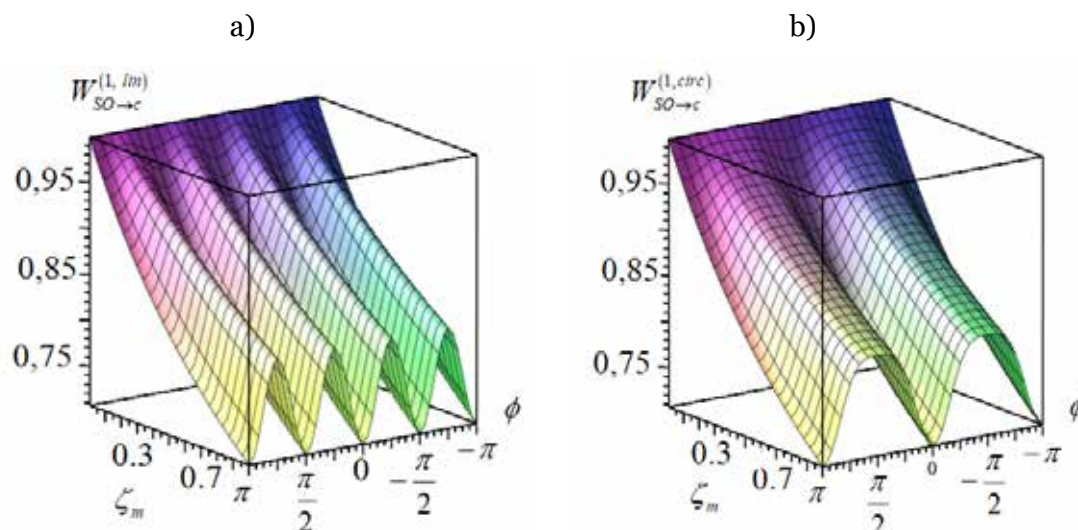 a)
b)
W_{SO→c}^{(1, lin)}
0,95
0,85
0,75
0.3
0.7
ζ_m
π
π/2
0
-π/2
-π
ϕ
W_{SO→c}^{(1,circ)}
0,95
0,85
0,75
0.3
0.7
ζ_m
π
π/2
0
-π/2
-π
ϕ